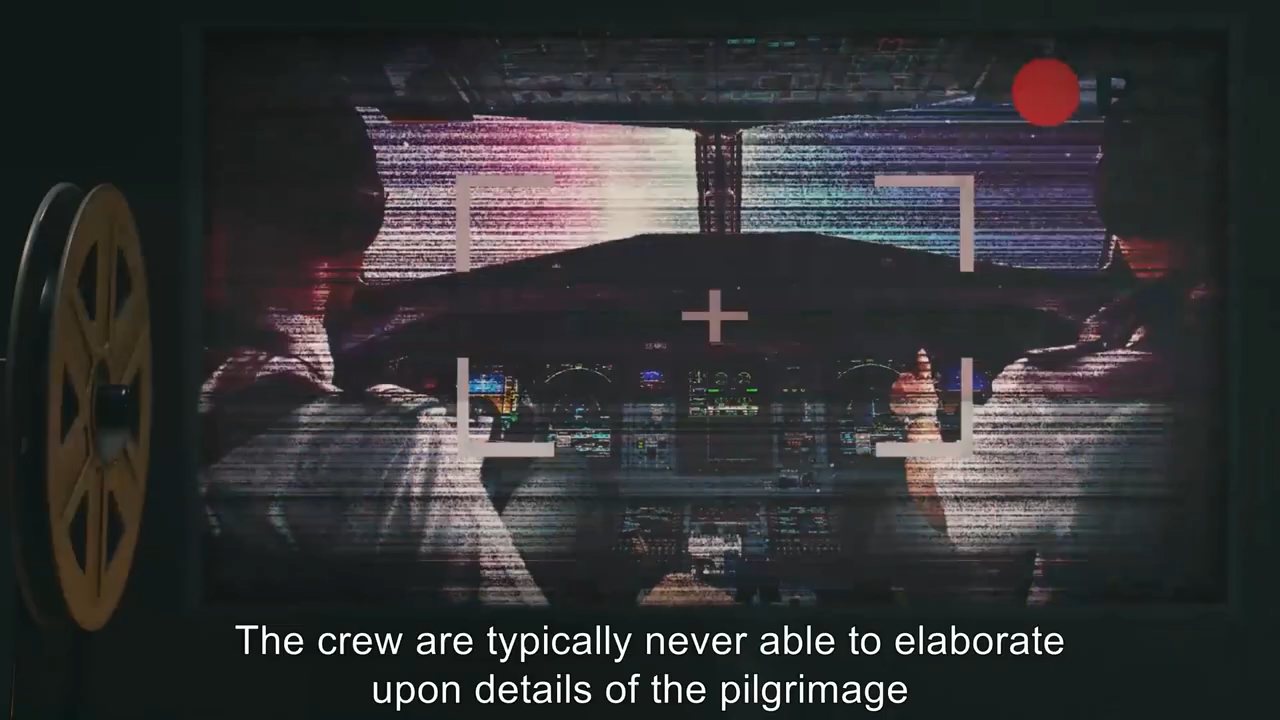 The crew are typically never able to elaborate
upon details of the pilgrimage